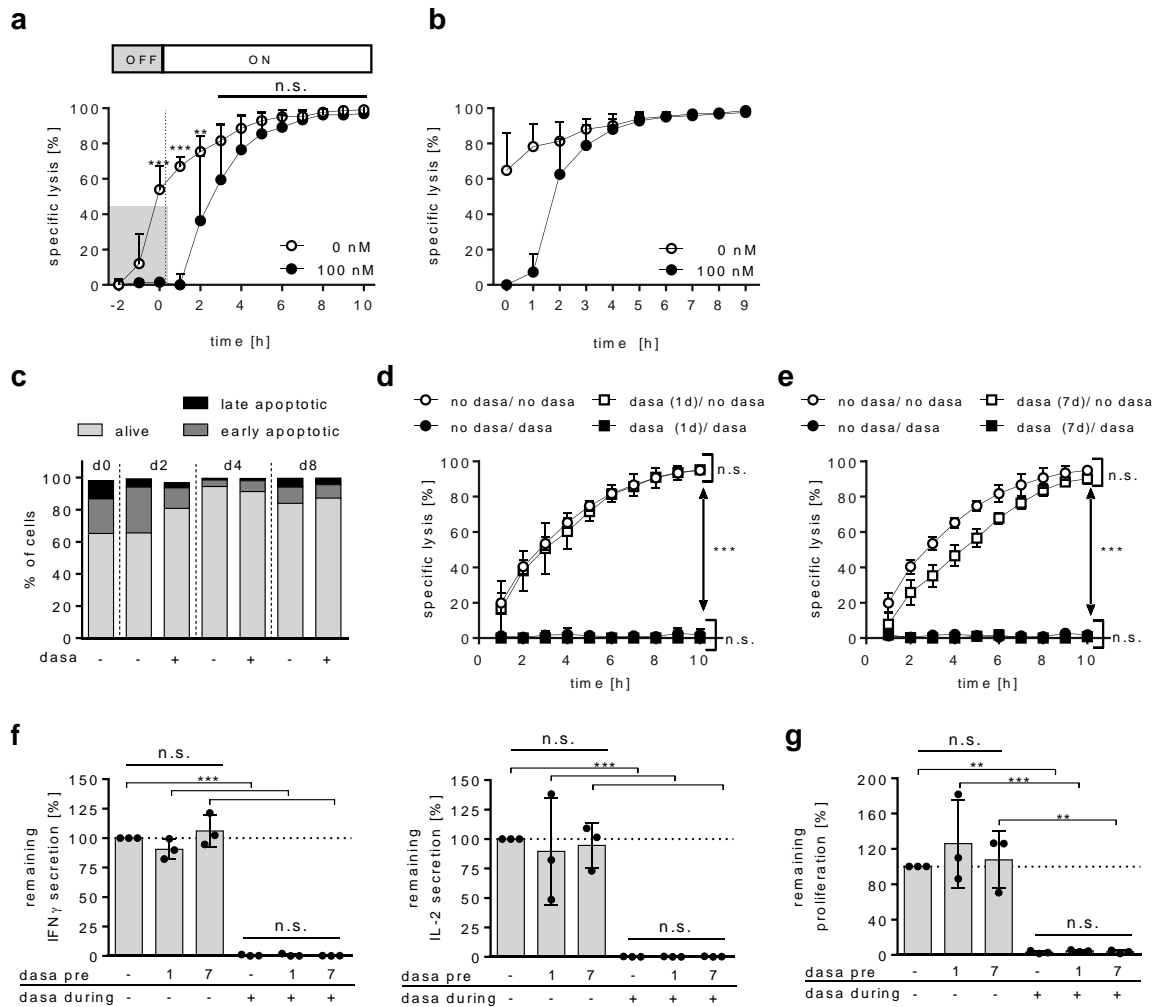 a
OFF ON
n.s.
*** *** **
specific lysis [%]
100
80
60
40
20
0
0 nM
100 nM
-2 0 2 4 6 8 10
time [h]
b
specific lysis [%]
100
80
60
40
20
0
0 nM
100 nM
0 1 2 3 4 5 6 7 8 9
time [h]
c
late apoptotic
alive early apoptotic
d0 d2 d4 d8
% of cells
100
80
60
40
20
0
dasa - - + - + - +
d
no dasa/ no dasa dasa (1d)/ no dasa
no dasa/ dasa dasa (1d)/ dasa
specific lysis [%]
100
80
60
40
20
0
n.s.
***
n.s.
0 2 4 6 8 10
time [h]
e
no dasa/ no dasa dasa (7d)/ no dasa
no dasa/ dasa dasa (7d)/ dasa
specific lysis [%]
100
80
60
40
20
0
n.s.
***
n.s.
0 2 4 6 8 10
time [h]
f
n.s.
***
remaining
IFNγ secretion [%]
150
125
100
75
50
25
0
n.s.
dasa pre - 1 7 - 1 7
dasa during - - - + + +
n.s.
***
remaining
IL-2 secretion [%]
150
125
100
75
50
25
0
n.s.
- 1 7 - 1 7
- - - + + +
g
n.s.
**
***
**
remaining
proliferation [%]
200
160
120
80
40
0
n.s.
dasa pre - 1 7 - 1 7
dasa during - - - + + +